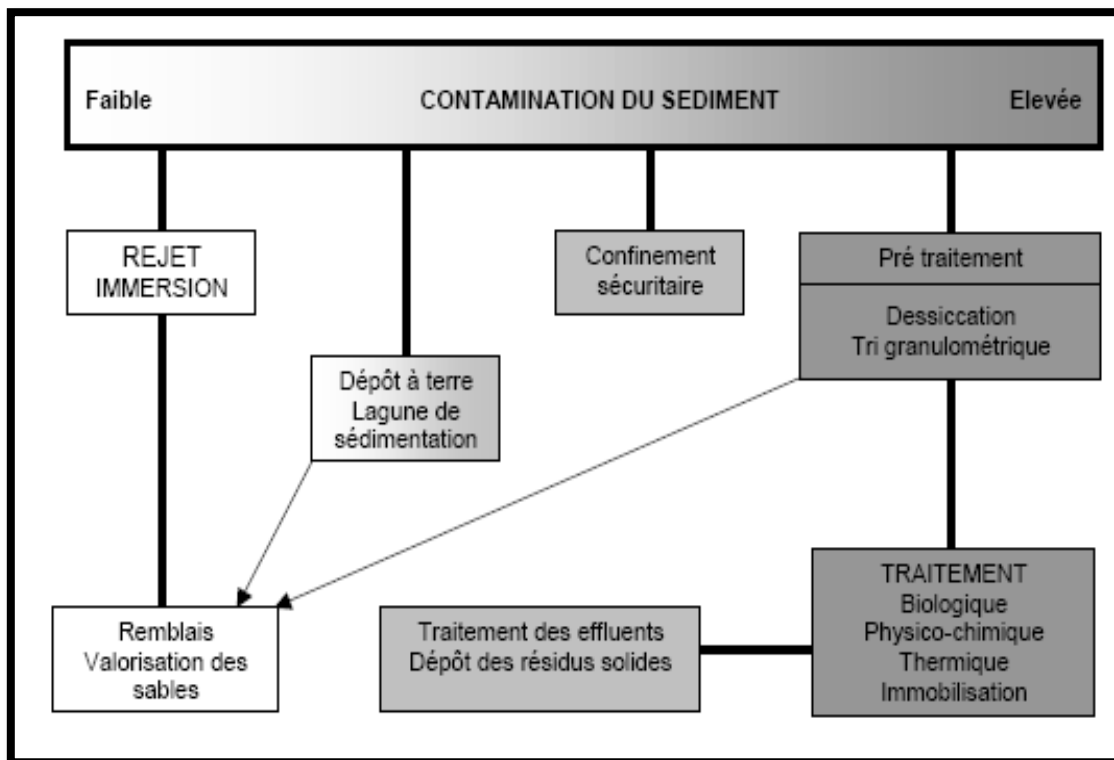 Faible CONTAMINATION DU SEDIMENT Elevée
REJET
IMMERSION
Confinement
sécuritaire
Pré traitement
Dessiccation
Tri granulométrique
Dépôt à terre
Lagune de
sédimentation
Remblais
Valorisation des
sables
Traitement des effluents
Dépôt des résidus solides
TRAITEMENT
Biologique
Physico-chimique
Thermique
Immobilisation